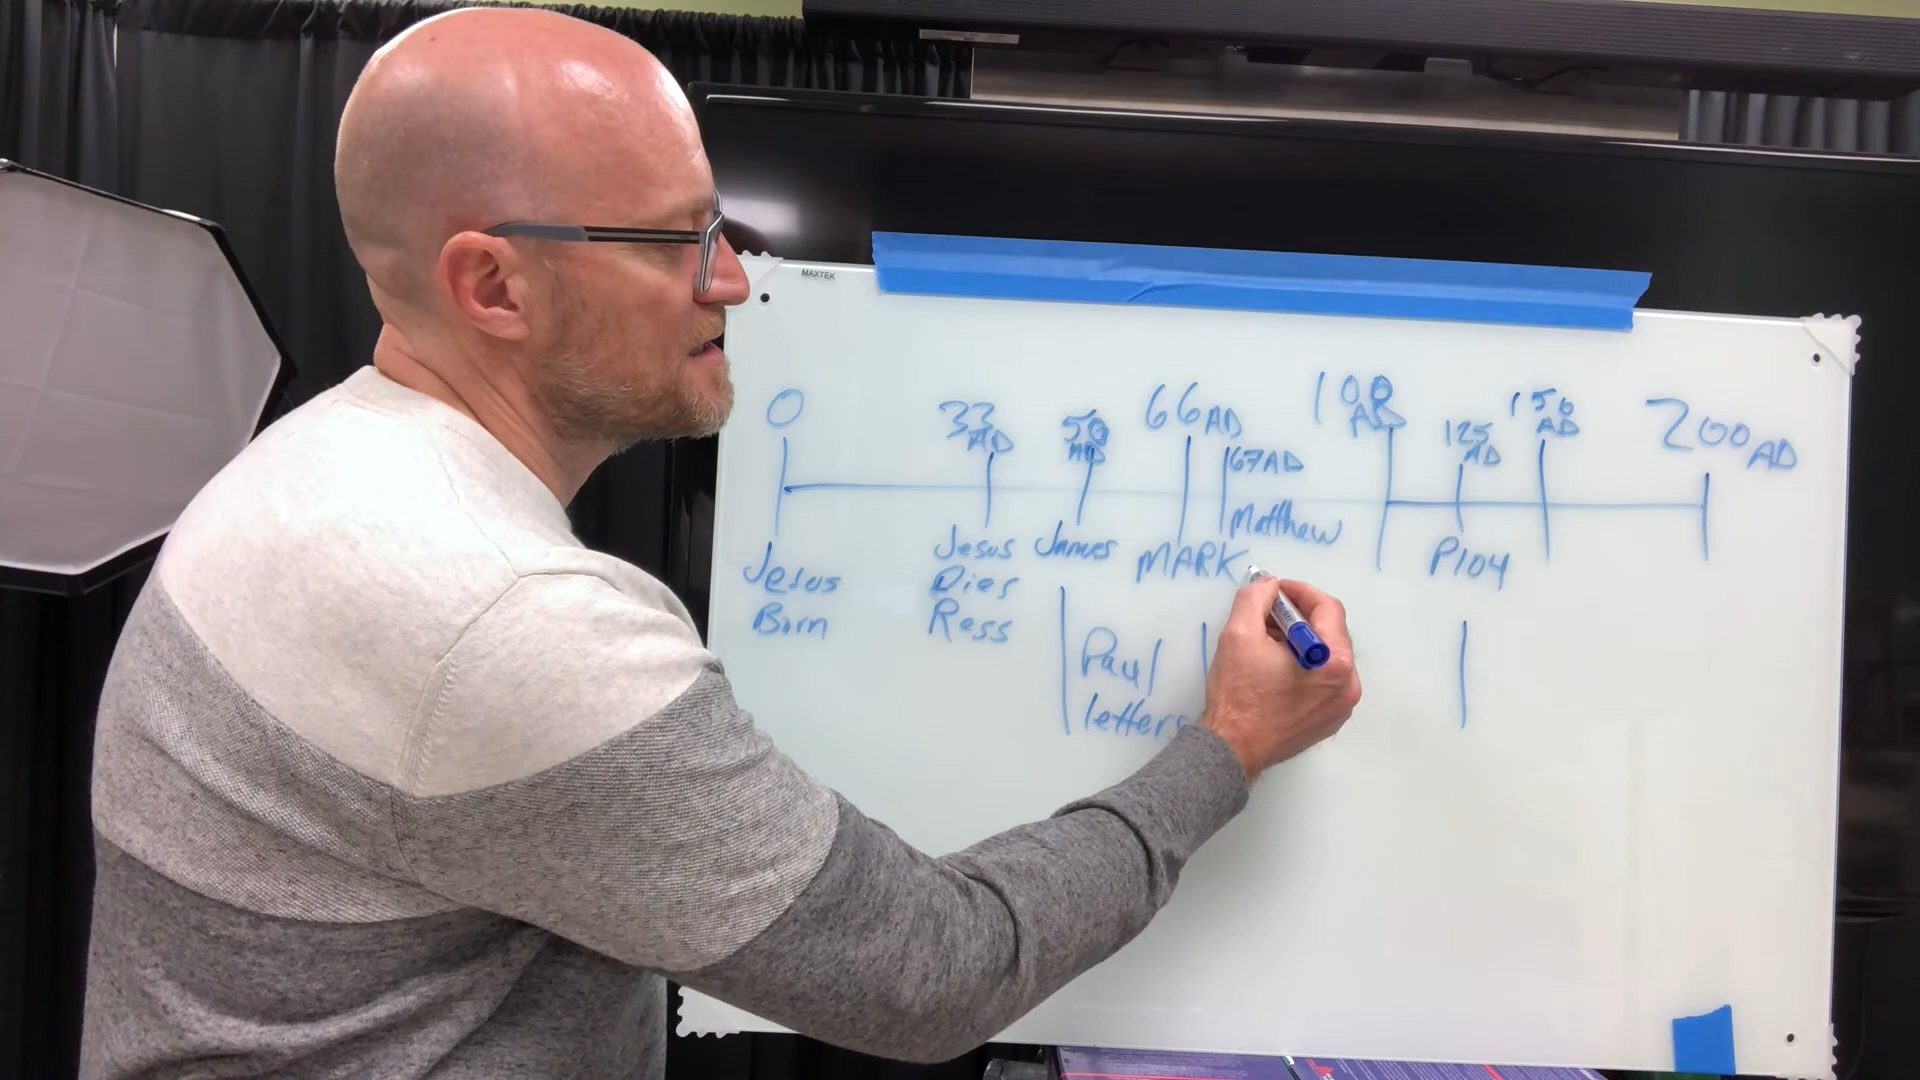 MAXTEK
0
33 AD
50 AD
66 AD
67 AD
100 AD
125 AD
150 AD
200 AD
Jesus
Born
Jesus
Dies
Ress
James
MARK
Matthew
P104
Paul
letters